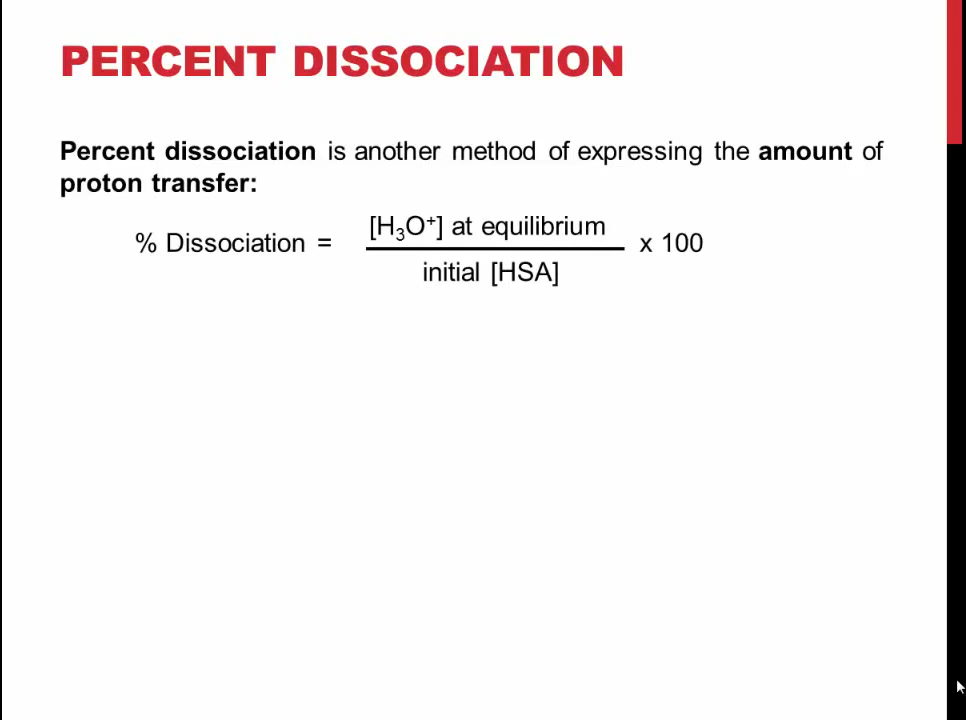 PERCENT DISSOCIATION
Percent dissociation is another method of expressing the amount of
proton transfer:
[H₃O⁺] at equilibrium
% Dissociation = x 100
initial [HSA]